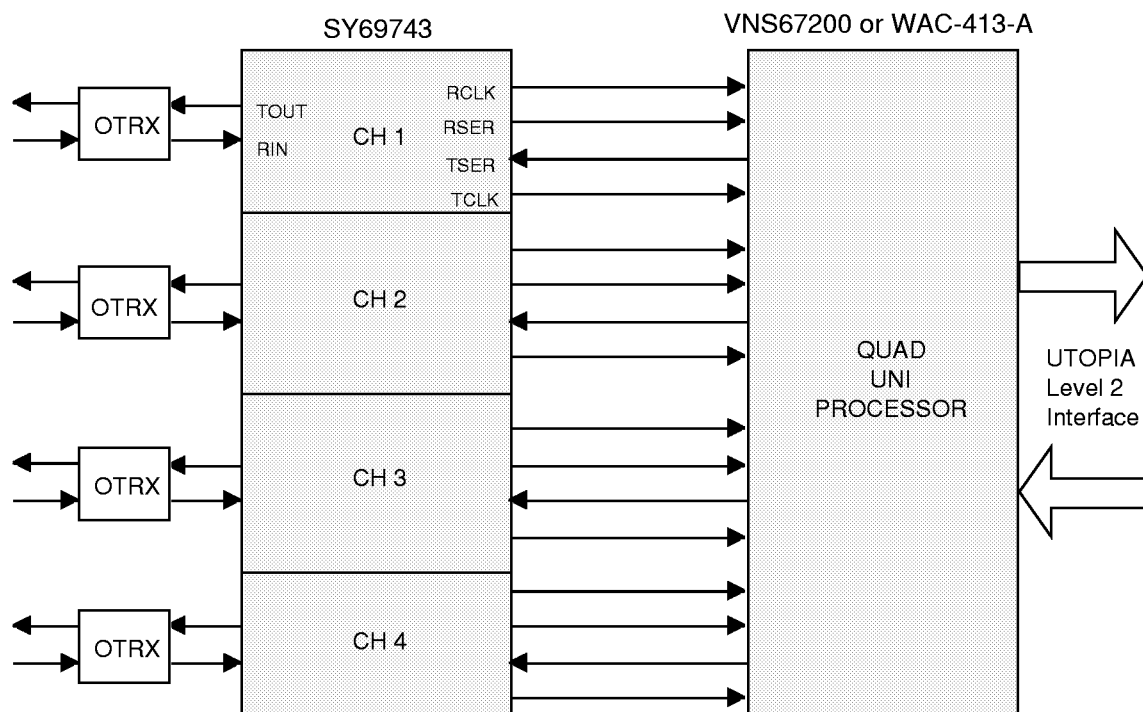 SY69743
VNS67200 or WAC-413-A
OTRX
TOUT
RIN
CH 1
RCLK
RSER
TSER
TCLK
OTRX
CH 2
QUAD
UNI
PROCESSOR
UTOPIA
Level 2
Interface
OTRX
CH 3
OTRX
CH 4